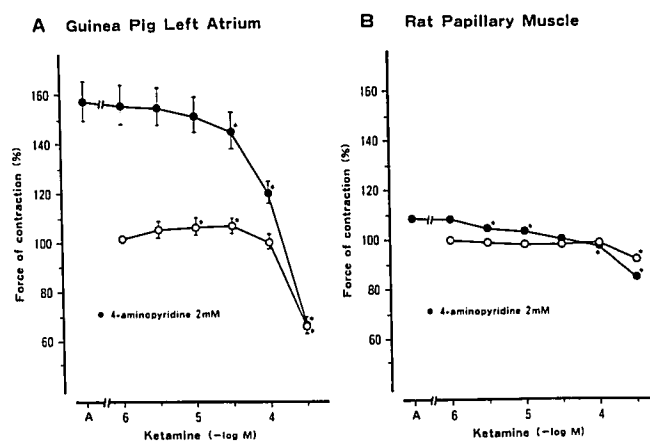 A Guinea Pig Left Atrium
Force of contraction (%)
160
140
120
100
80
60
4-aminopyridine 2mM
A 6 5 4
Ketamine (-log M)
B Rat Papillary Muscle
Force of contraction (%)
160
140
120
100
80
60
4-aminopyridine 2mM
A 6 5 4
Ketamine (-log M)